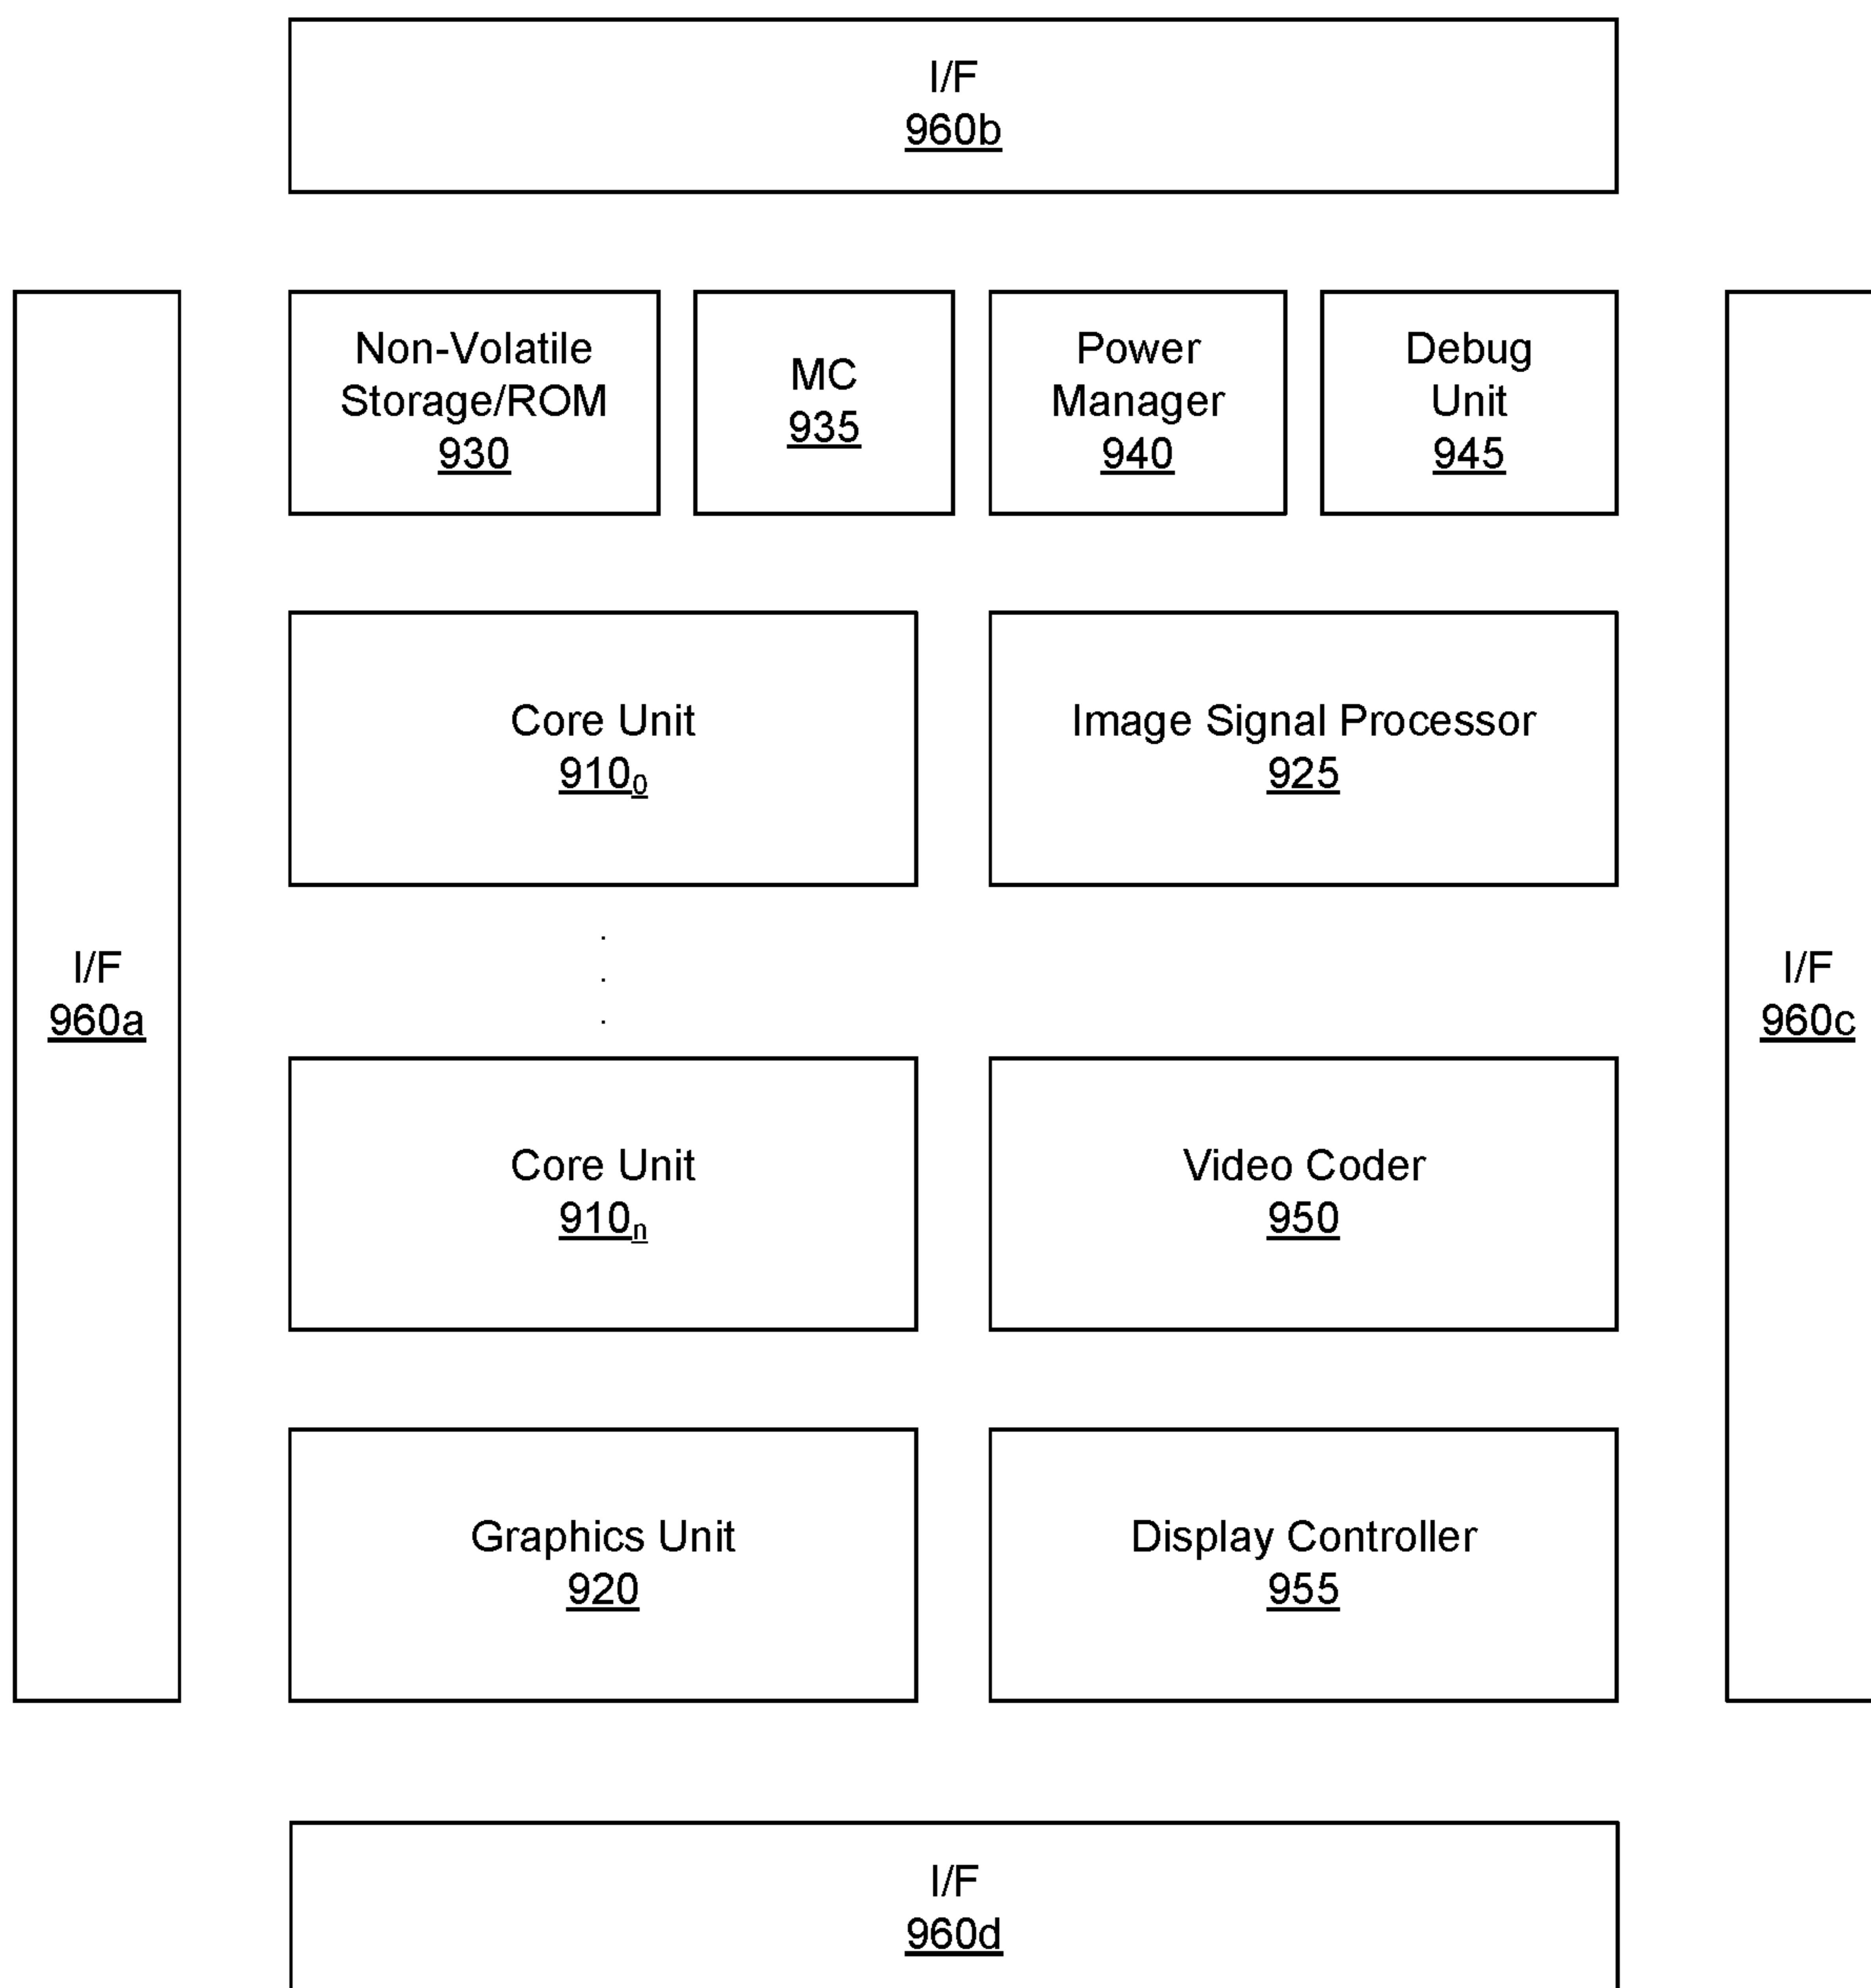 I/F
960b
Non-Volatile
Storage/ROM
930
MC
935
Power
Manager
940
Debug
Unit
945
Core Unit
910₀
Image Signal Processor
925
I/F
960a
I/F
960c
.
.
.
Core Unit
910ₙ
Video Coder
950
Graphics Unit
920
Display Controller
955
I/F
960d